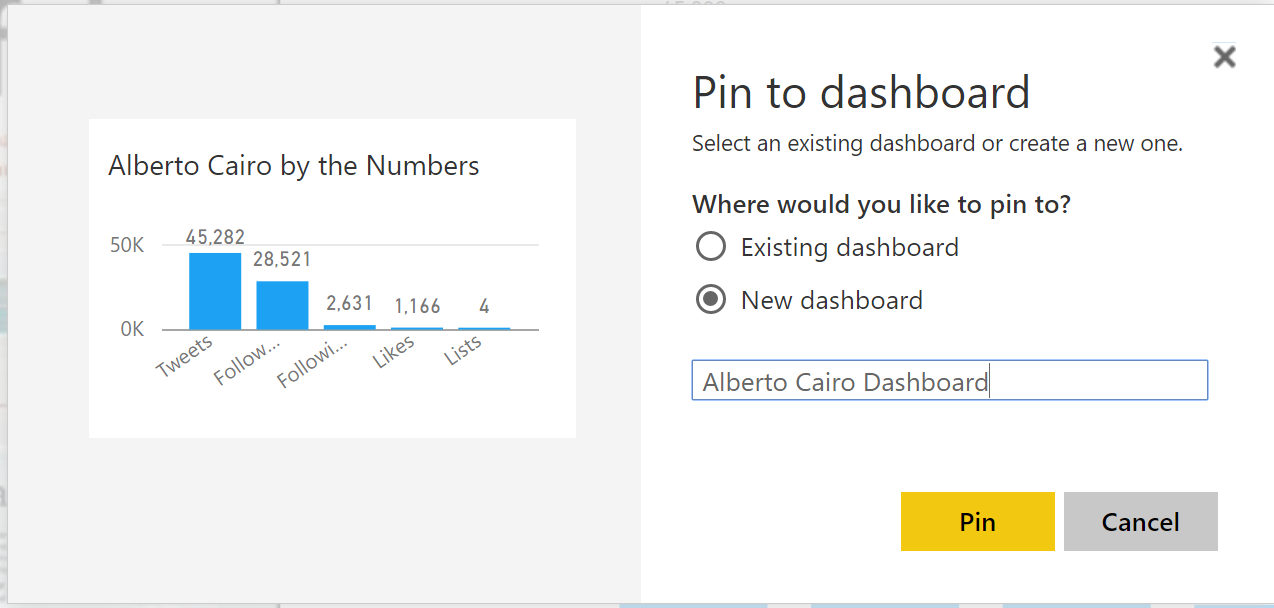 Alberto Cairo by the Numbers
50K
0K
45,282
28,521
2,631
1,166
4
Tweets
Follow...
Followi...
Likes
Lists
Pin to dashboard
Select an existing dashboard or create a new one.
Where would you like to pin to?
Existing dashboard
New dashboard
Alberto Cairo Dashboard
Pin
Cancel